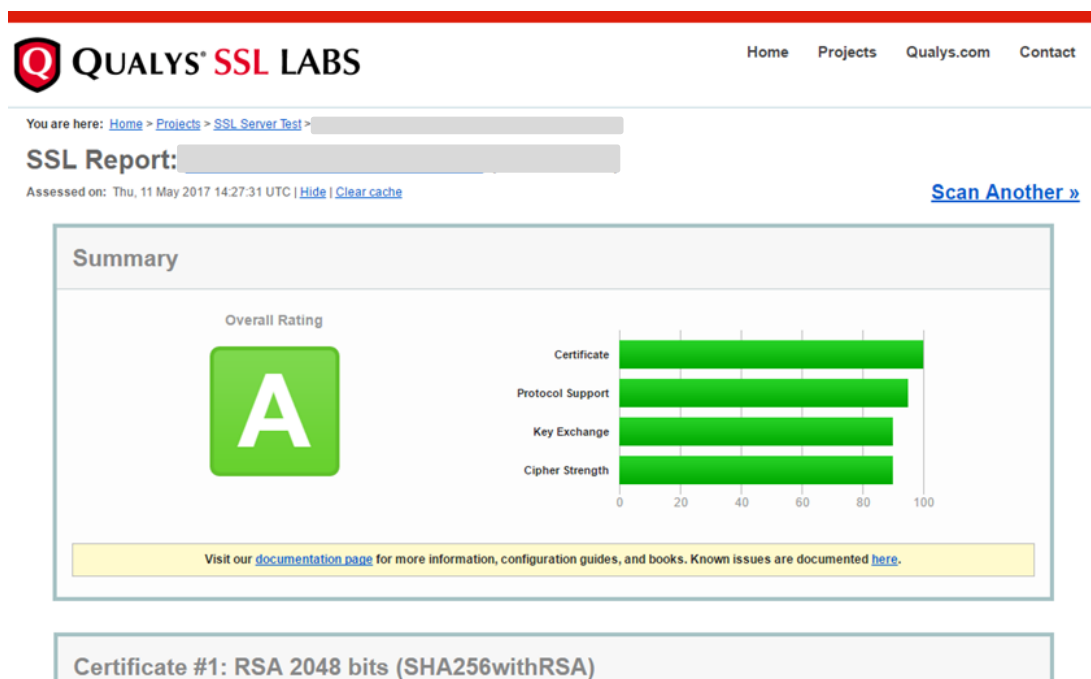 QUALYS® SSL LABS
Home Projects Qualys.com Contact
You are here: Home > Projects > SSL Server Test >
SSL Report:
Assessed on: Thu, 11 May 2017 14:27:31 UTC | Hide | Clear cache
Scan Another »
Summary
Overall Rating
A
Certificate
Protocol Support
Key Exchange
Cipher Strength
0 20 40 60 80 100
Visit our documentation page for more information, configuration guides, and books. Known issues are documented here.
Certificate #1: RSA 2048 bits (SHA256withRSA)